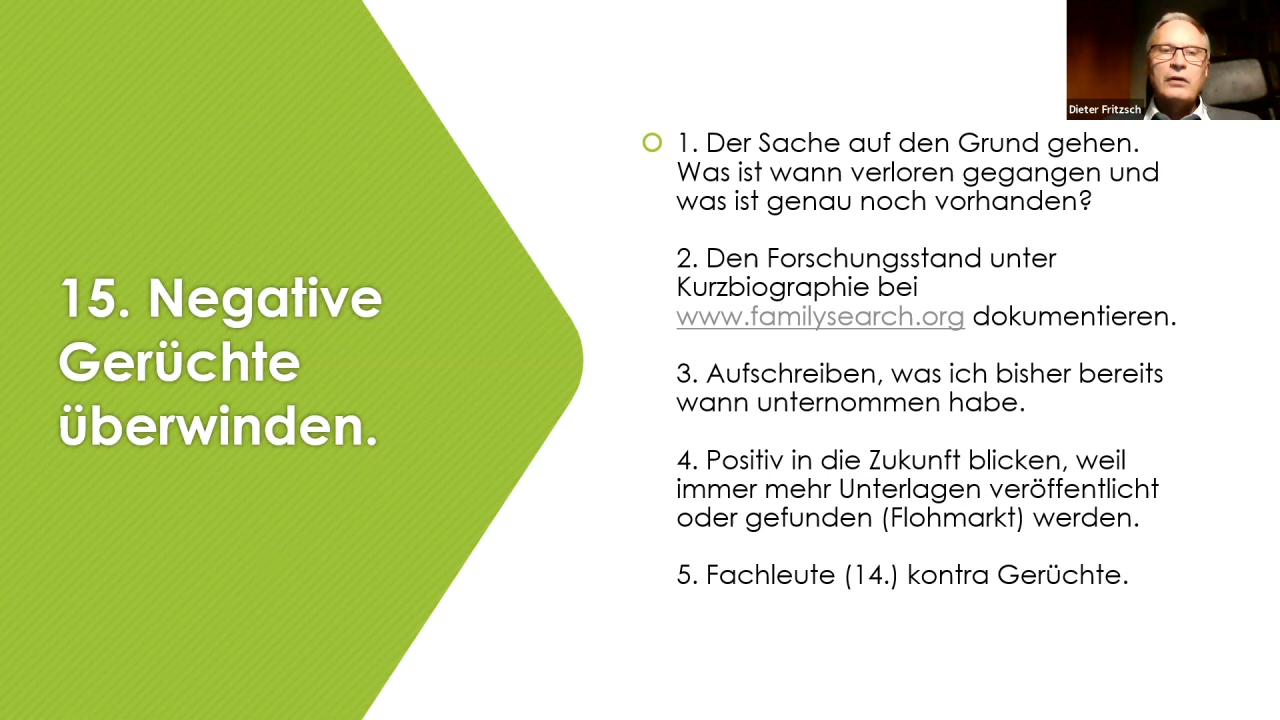 15. Negative
Gerüchte
überwinden.
Dieter Fritzsch
1. Der Sache auf den Grund gehen.
Was ist wann verloren gegangen und
was ist genau noch vorhanden?
2. Den Forschungsstand unter
Kurzbiographie bei
www.familysearch.org dokumentieren.
3. Aufschreiben, was ich bisher bereits
wann unternommen habe.
4. Positiv in die Zukunft blicken, weil
immer mehr Unterlagen veröffentlicht
oder gefunden (Flohmarkt) werden.
5. Fachleute (14.) kontra Gerüchte.